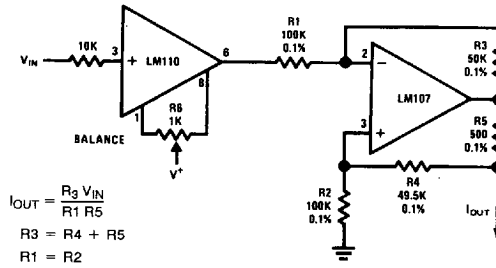 V_IN
10K
3
+
LM110
6
8
1
R6
1K
BALANCE
V+
R1
100K
0.1%
2
−
LM107
3
+
R3
50K
0.1%
R5
500
0.1%
R4
49.5K
0.1%
R2
100K
0.1%
I_OUT
I_OUT = R3 V_IN / R1 R5
R3 = R4 + R5
R1 = R2